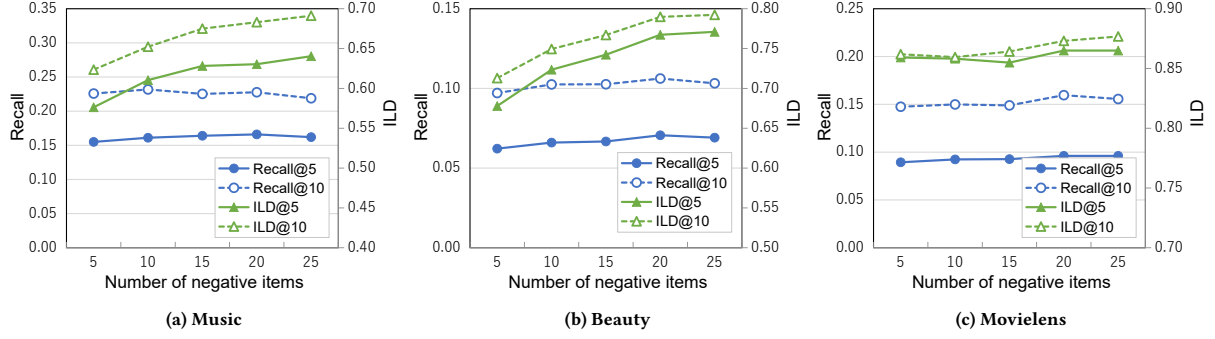 0.35
0.30
0.25
0.20
0.15
0.10
0.05
0.00
Recall
0.70
0.65
0.60
0.55
0.50
0.45
0.40
ILD
Recall@5
Recall@10
ILD@5
ILD@10
5 10 15 20 25
Number of negative items
(a) Music
0.15
0.10
0.05
0.00
Recall
0.80
0.75
0.70
0.65
0.60
0.55
0.50
ILD
Recall@5
Recall@10
ILD@5
ILD@10
5 10 15 20 25
Number of negative items
(b) Beauty
0.25
0.20
0.15
0.10
0.05
0.00
Recall
0.90
0.85
0.80
0.75
0.70
ILD
Recall@5
Recall@10
ILD@5
ILD@10
5 10 15 20 25
Number of negative items
(c) Movielens